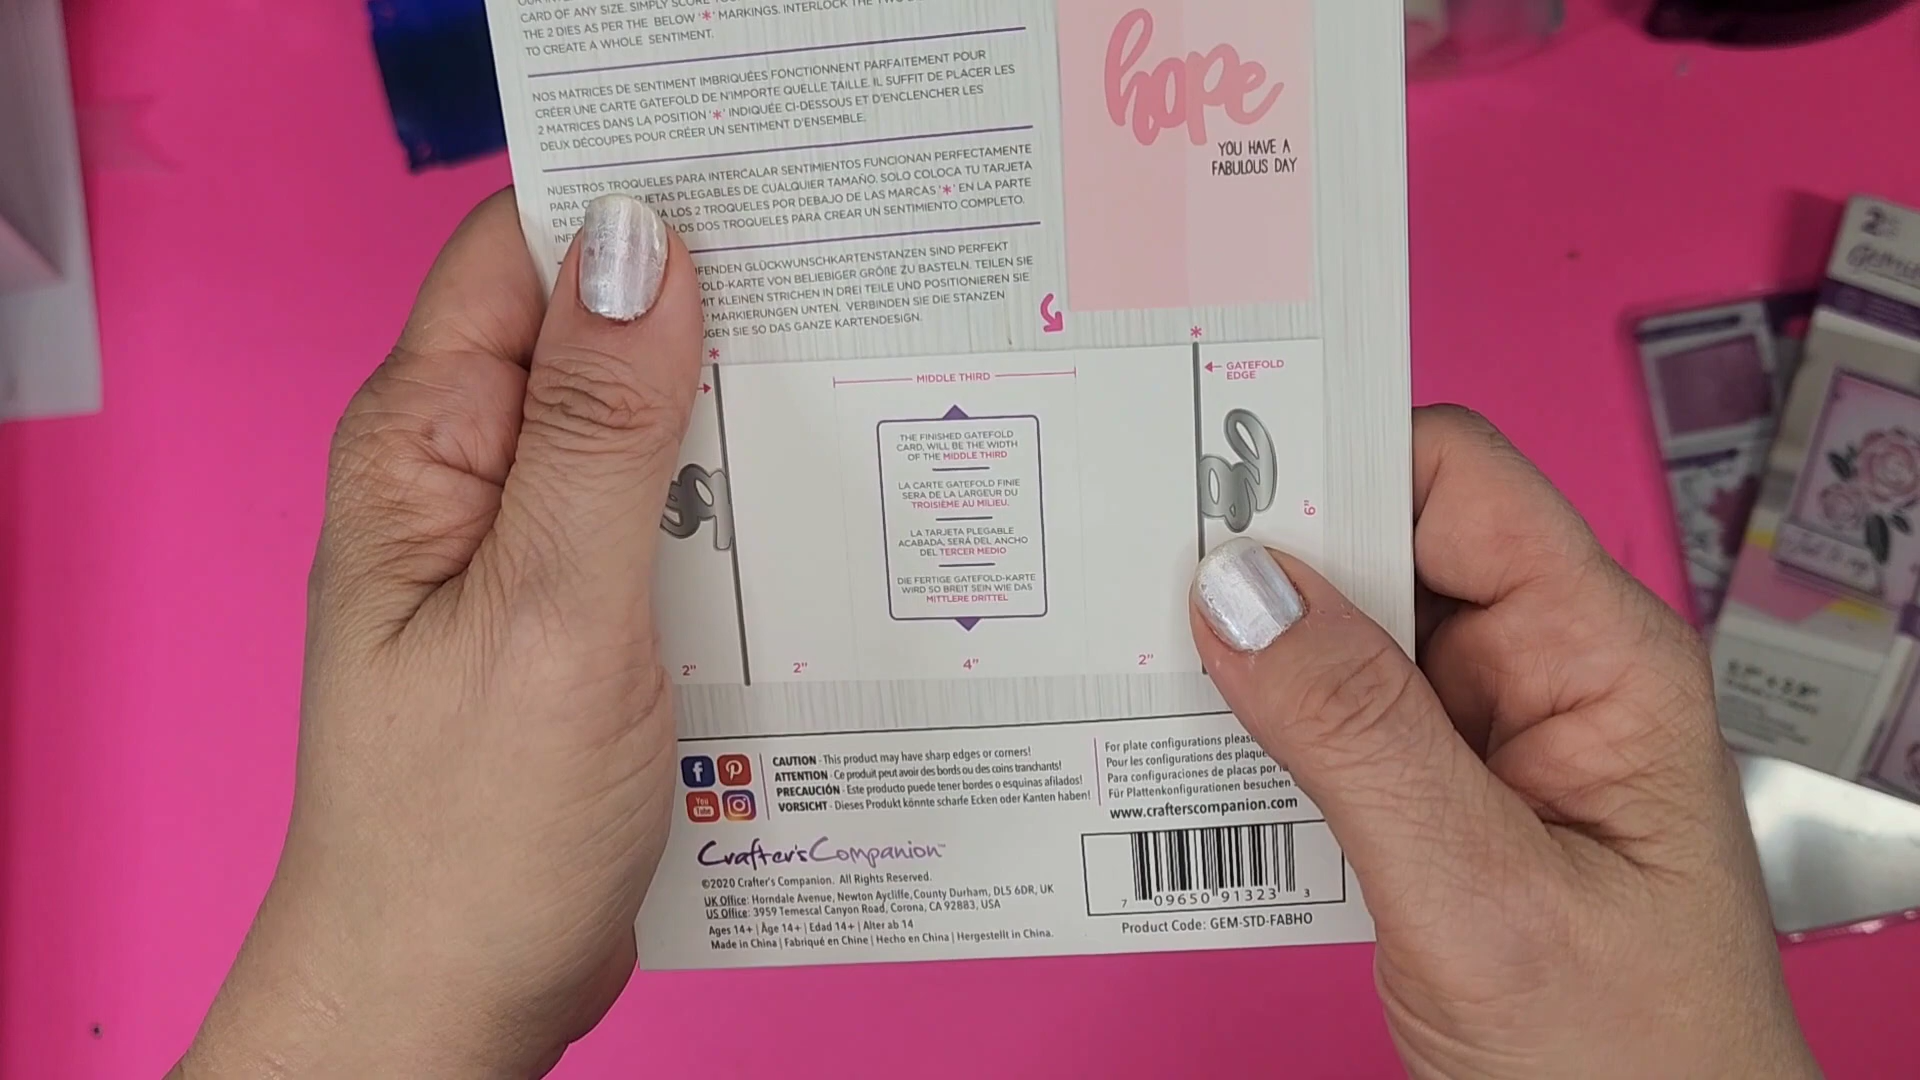 CARD OF ANY SIZE. SIMPLY SCORE
THE 2 DIES AS PER THE BELOW '*' MARKINGS. INTERLOCK THE
TO CREATE A WHOLE SENTIMENT.
NOS MATRICES DE SENTIMENT IMBRIQUÉES FONCTIONNENT PARFAITEMENT POUR
CRÉER UNE CARTE GATEFOLD DE N'IMPORTE QUELLE TAILLE. IL SUFFIT DE PLACER LES
2 MATRICES DANS LA POSITION '*' INDIQUÉE CI-DESSOUS ET D'ENCLENCHER LES
DEUX DÉCOUPES POUR CRÉER UN SENTIMENT D'ENSEMBLE.
NUESTROS TROQUELES PARA INTERCALAR SENTIMIENTOS FUNCIONAN PERFECTAMENTE
PARA PLEGABLES DE CUALQUIER TAMAÑO. SOLO COLOCA TU TARJETA
EN LOS 2 TROQUELES POR DEBAJO DE LAS MARCAS '*' EN LA PARTE
LOS DOS TROQUELES PARA CREAR UN SENTIMIENTO COMPLETO.
GLÜCKWUNSCHKARTENSTANZEN SIND PERFEKT
VON BELIEBIGER GRÖßE ZU BASTELN. TEILEN SIE
KLEINEN STRICHEN IN DREI TEILE UND POSITIONIEREN SIE
MARKIERUNGEN UNTEN. VERBINDEN SIE DIE STANZEN
SIE SO DAS GANZE KARTENDESIGN.
hope
YOU HAVE A
FABULOUS DAY
* *
MIDDLE THIRD
GATEFOLD
EDGE
THE FINISHED GATEFOLD
CARD, WILL BE THE WIDTH
OF THE MIDDLE THIRD
LA CARTE GATEFOLD FINIE
SERA DE LA LARGEUR DU
TROISIÈME AU MILIEU.
LA TARJETA PLEGABLE
ACABADA, SERÁ DEL ANCHO
DEL TERCER MEDIO
DIE FERTIGE GATEFOLD-KARTE
WIRD SO BREIT SEIN WIE DAS
MITTLERE DRITTEL
6"
2" 2" 4" 2"
CAUTION - This product may have sharp edges or corners!
ATTENTION - Ce produit peut avoir des bords ou des coins tranchants!
PRECAUCIÓN - Este producto puede tener bordes o esquinas afilados!
VORSICHT - Dieses Produkt könnte scharfe Ecken oder Kanten haben!
For plate configurations please
Pour les configurations des
Para configuraciones de placas por
Für Plattenkonfigurationen besuchen
www.crafterscompanion.com
You
Tube
Crafter's Companion™
©2020 Crafter's Companion. All Rights Reserved.
UK Office: Horndale Avenue, Newton Aycliffe, County Durham, DL5 6DR, UK
US Office: 3959 Temescal Canyon Road, Corona, CA 92883, USA
Ages 14+ | Âge 14+ | Edad 14+ | Alter ab 14
Made in China | Fabriqué en Chine | Hecho en China | Hergestellt in China.
7 09650 91323 3
Product Code: GEM-STD-FABHO